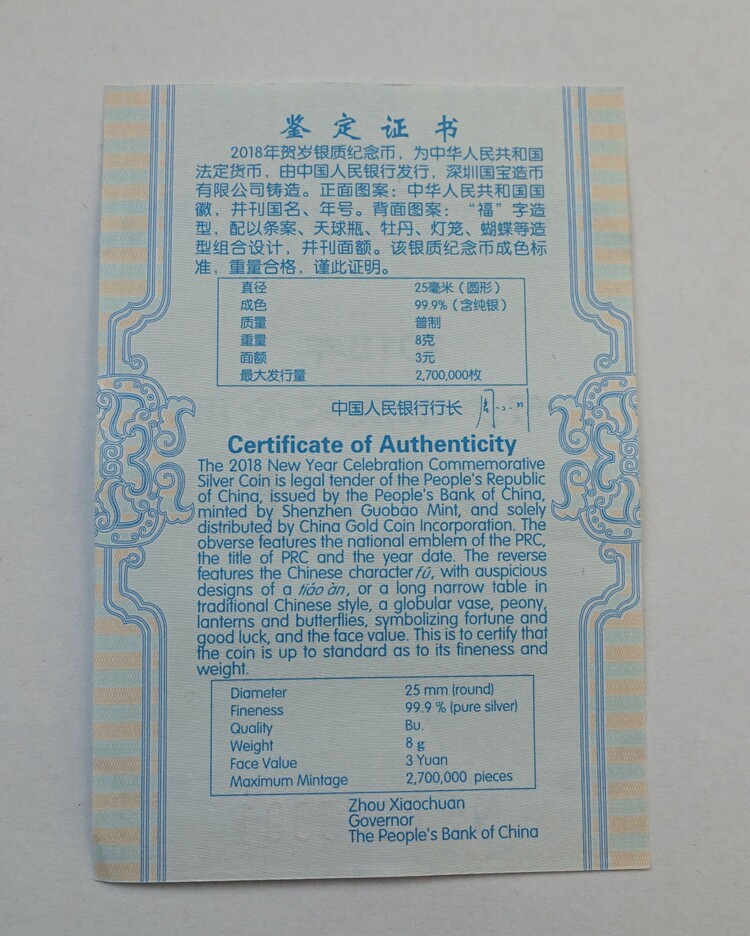 鉴定证书
2018年贺岁银质纪念币，为中华人民共和国
法定货币，由中国人民银行发行，深圳国宝造币
有限公司铸造。正面图案：中华人民共和国国
徽，并刊国名、年号。背面图案：“福”字造
型，配以条案、天球瓶、牡丹、灯笼、蝴蝶等造
型组合设计，并刊面额。该银质纪念币成色标
准，重量合格，谨此证明。
直径 25毫米（圆形）
成色 99.9%（含纯银）
质量 普制
重量 8克
面额 3元
最大发行量 2,700,000枚
中国人民银行行长
Certificate of Authenticity
The 2018 New Year Celebration Commemorative
Silver Coin is legal tender of the People's Republic
of China, issued by the People's Bank of China,
minted by Shenzhen Guobao Mint, and solely
distributed by China Gold Coin Incorporation. The
obverse features the national emblem of the PRC,
the title of PRC and the year date. The reverse
features the Chinese character fú, with auspicious
designs of a tiáo àn, or a long narrow table in
traditional Chinese style, a globular vase, peony,
lanterns and butterflies, symbolizing fortune and
good luck, and the face value. This is to certify that
the coin is up to standard as to its fineness and
weight.
Diameter 25 mm (round)
Fineness 99.9 % (pure silver)
Quality Bu.
Weight 8 g
Face Value 3 Yuan
Maximum Mintage 2,700,000 pieces
Zhou Xiaochuan
Governor
The People's Bank of China